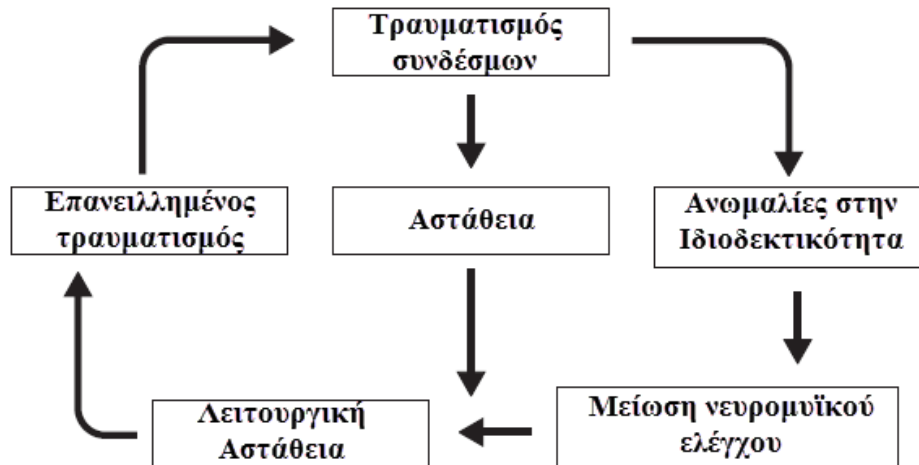 Τραυματισμός
συνδέσμων
Επανειλλημένος
τραυματισμός
Αστάθεια
Ανωμαλίες στην
Ιδιοδεκτικότητα
Λειτουργική
Αστάθεια
Μείωση νευρομυϊκού
ελέγχου